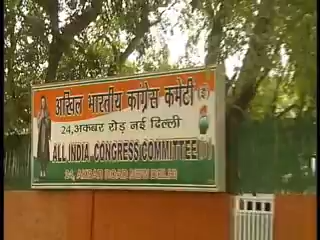 अखिल भारतीय कांग्रेस कमेटी (इ)
24, अकबर रोड़ नई दिल्ली
ALL INDIA CONGRESS COMMITTEE (I)
24, AKBAR ROAD NEW DELHI